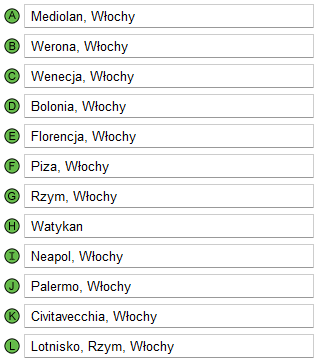 A Mediolan, Włochy
B Werona, Włochy
C Wenecja, Włochy
D Bolonia, Włochy
E Florencja, Włochy
F Piza, Włochy
G Rzym, Włochy
H Watykan
I Neapol, Włochy
J Palermo, Włochy
K Civitavecchia, Włochy
L Lotnisko, Rzym, Włochy